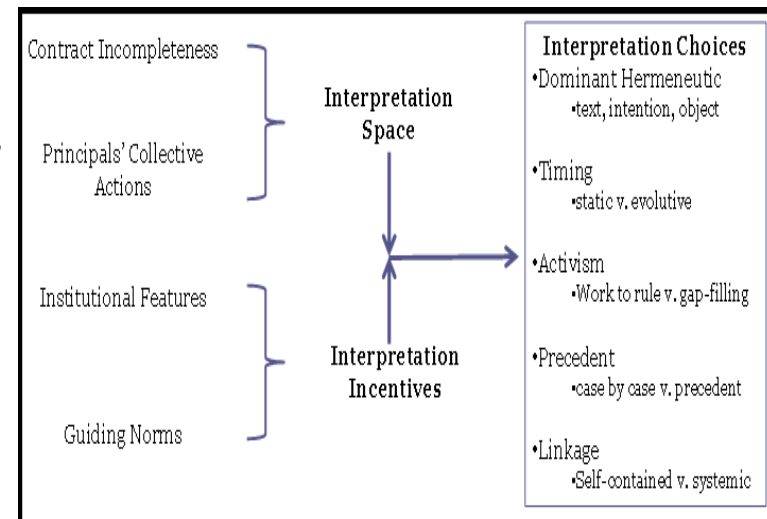 Contract Incompleteness
Principals' Collective
Actions
Institutional Features
Guiding Norms
Interpretation
Space
Interpretation
Incentives
Interpretation Choices
•Dominant Hermeneutic
•text, intention, object
•Timing
•static v. evolutive
•Activism
•Work to rule v. gap-filling
•Precedent
•case by case v. precedent
•Linkage
•Self-contained v. systemic